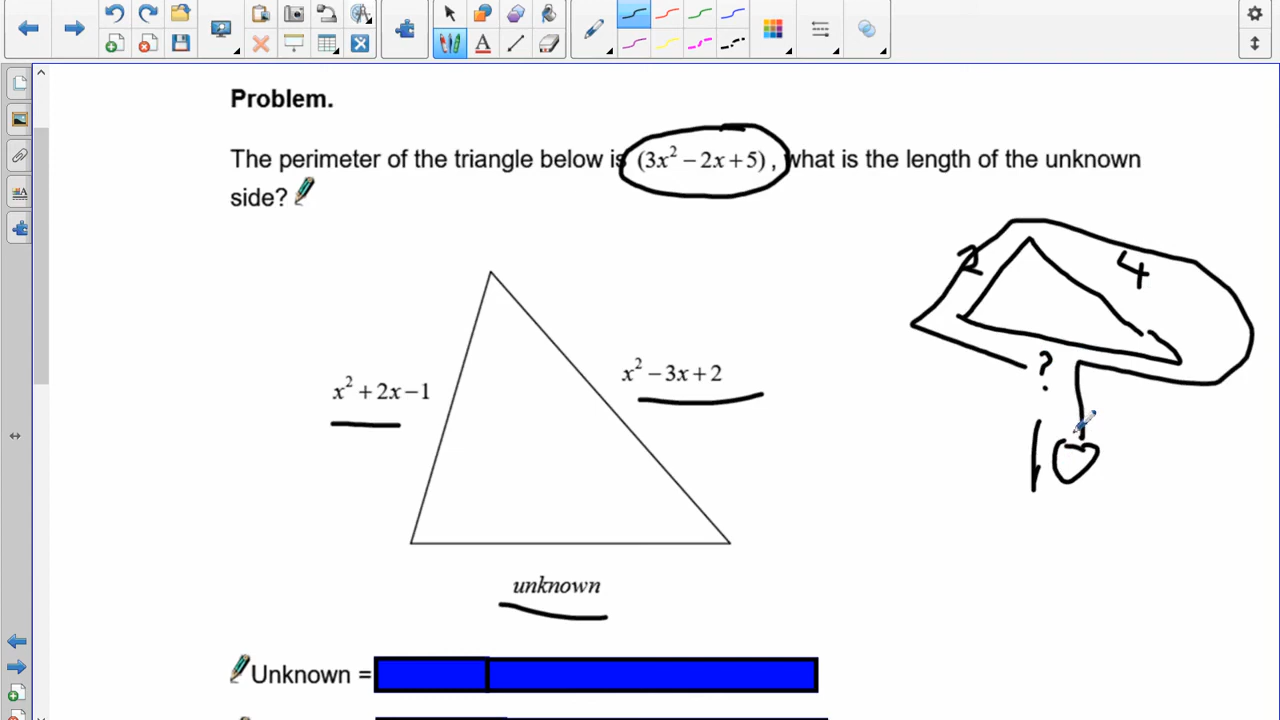 Problem.
The perimeter of the triangle below is (3x² − 2x + 5), what is the length of the unknown
side?
2
4
x² − 3x + 2
x² + 2x − 1
?
10
unknown
Unknown =